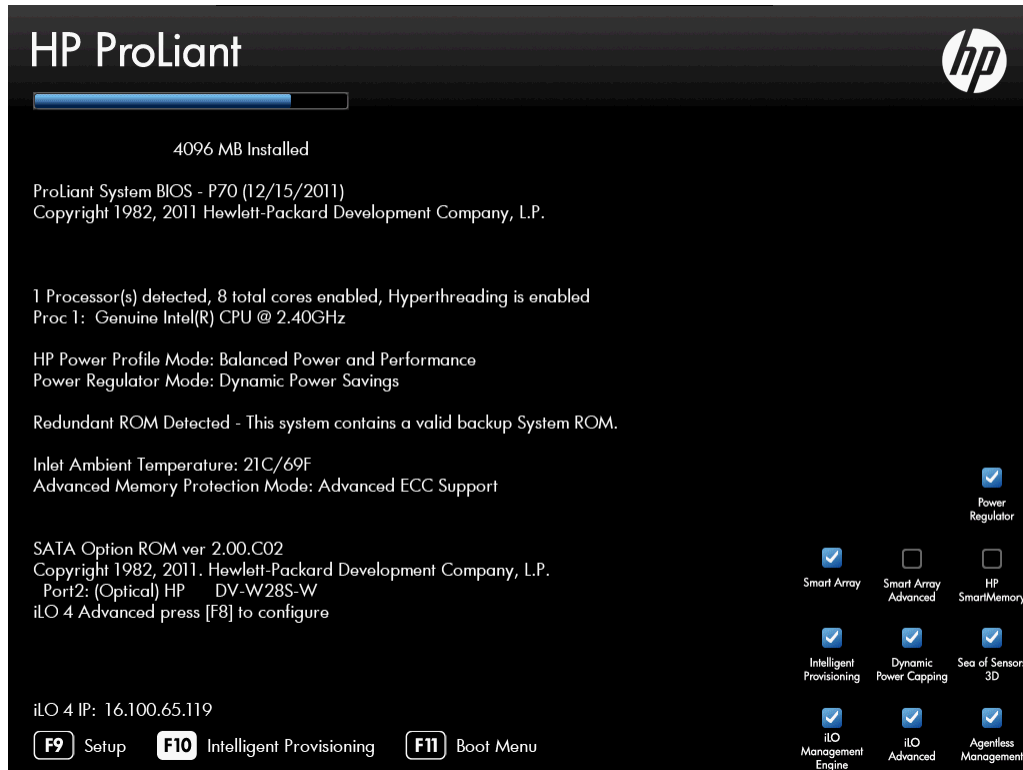 HP ProLiant
hp
4096 MB Installed
ProLiant System BIOS - P70 (12/15/2011)
Copyright 1982, 2011 Hewlett-Packard Development Company, L.P.
1 Processor(s) detected, 8 total cores enabled, Hyperthreading is enabled
Proc 1: Genuine Intel(R) CPU @ 2.40GHz
HP Power Profile Mode: Balanced Power and Performance
Power Regulator Mode: Dynamic Power Savings
Redundant ROM Detected - This system contains a valid backup System ROM.
Inlet Ambient Temperature: 21C/69F
Advanced Memory Protection Mode: Advanced ECC Support
SATA Option ROM ver 2.00.C02
Copyright 1982, 2011. Hewlett-Packard Development Company, L.P.
Port2: (Optical) HP DV-W28S-W
iLO 4 Advanced press [F8] to configure
Power
Regulator
Smart Array
Smart Array
Advanced
HP
SmartMemory
Intelligent
Provisioning
Dynamic
Power Capping
Sea of Sensors
3D
iLO
Management
Engine
iLO
Advanced
Agentless
Management
iLO 4 IP: 16.100.65.119
F9 Setup F10 Intelligent Provisioning F11 Boot Menu